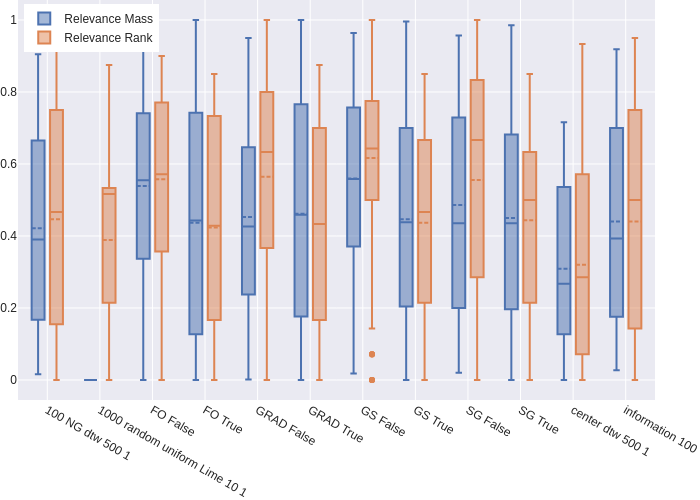 Relevance Mass
Relevance Rank
1
0.8
0.6
0.4
0.2
0
100 NG dtw 500 1
1000 random uniform Lime 10 1
FO False
FO True
GRAD False
GRAD True
GS False
GS True
SG False
SG True
center dtw 500 1
information 100